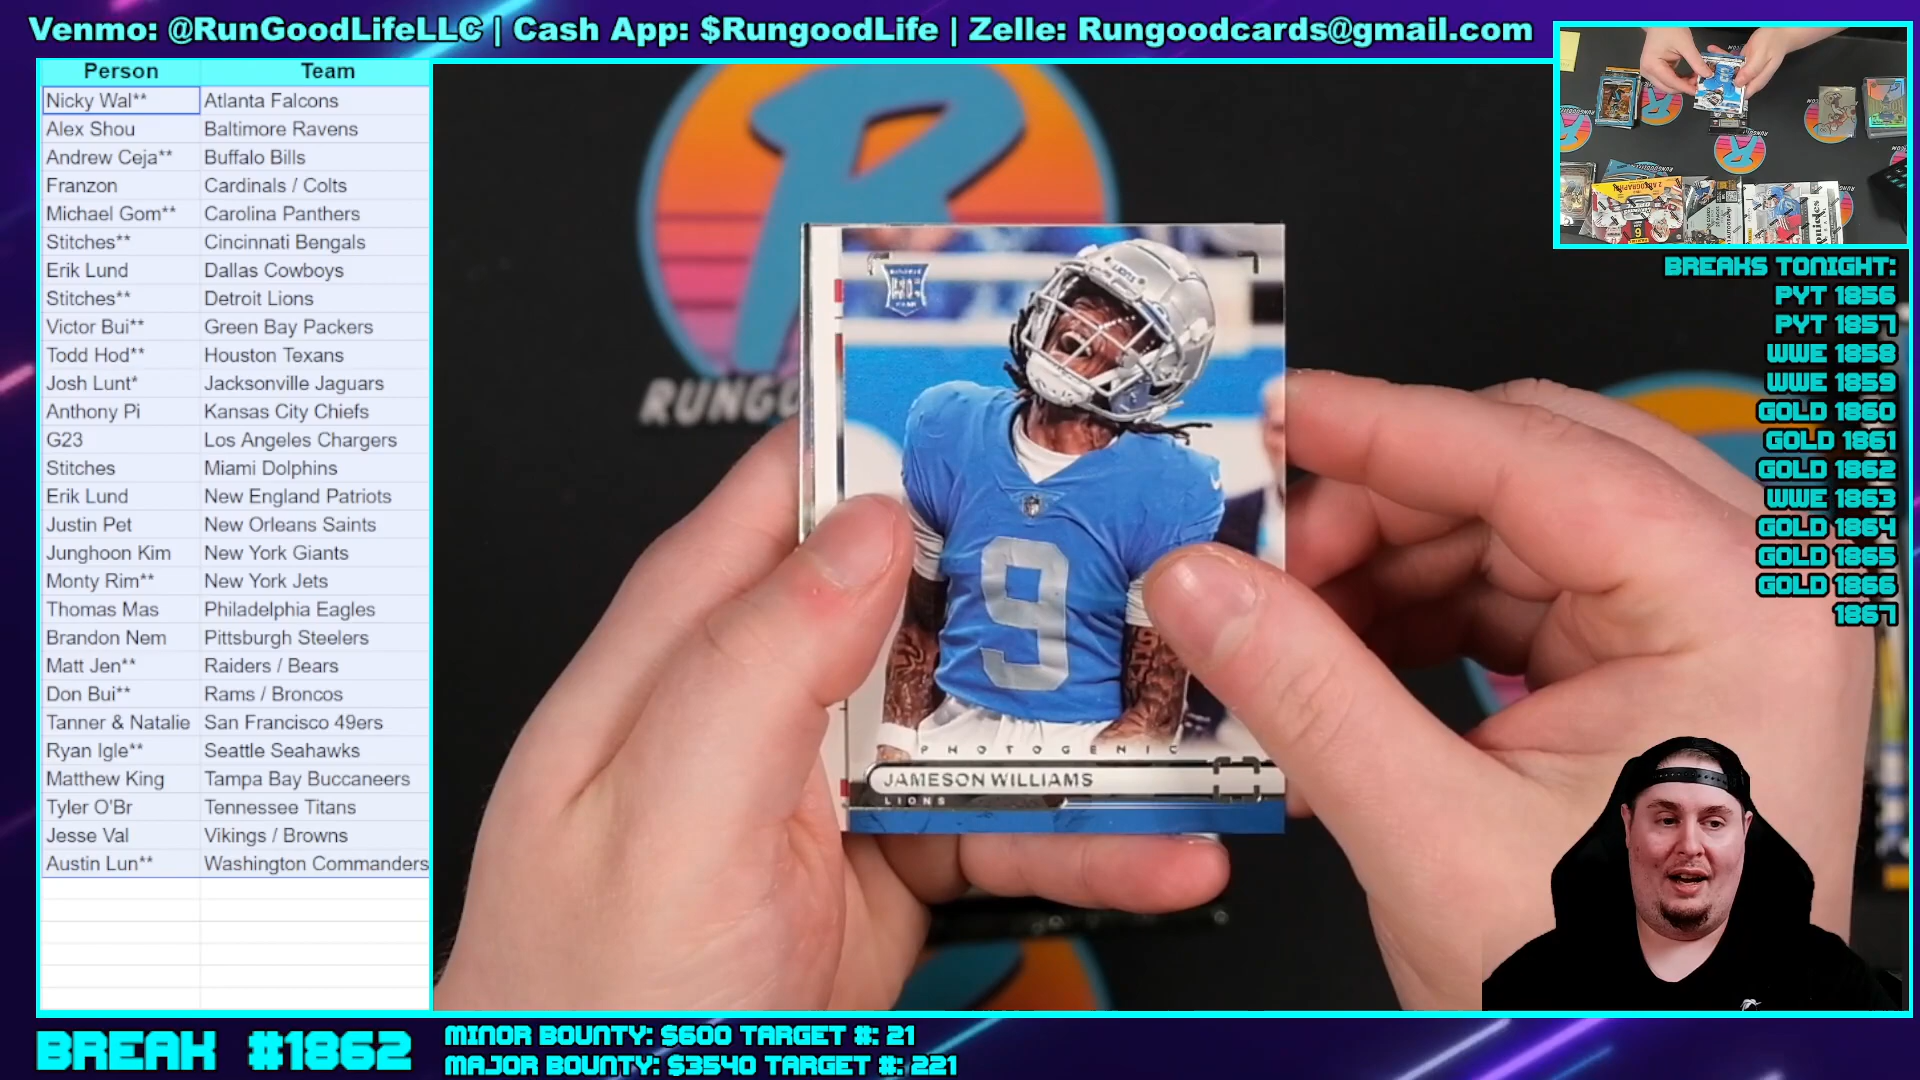 Venmo: @RunGoodLifeLLC | Cash App: $RungoodLife | Zelle: Rungoodcards@gmail.com
Person Team
Nicky Wal** Atlanta Falcons
Alex Shou Baltimore Ravens
Andrew Ceja** Buffalo Bills
Franzon Cardinals / Colts
Michael Gom** Carolina Panthers
Stitches** Cincinnati Bengals
Erik Lund Dallas Cowboys
Stitches** Detroit Lions
Victor Bui** Green Bay Packers
Todd Hod** Houston Texans
Josh Lunt* Jacksonville Jaguars
Anthony Pi Kansas City Chiefs
G23 Los Angeles Chargers
Stitches Miami Dolphins
Erik Lund New England Patriots
Justin Pet New Orleans Saints
Junghoon Kim New York Giants
Monty Rim** New York Jets
Thomas Mas Philadelphia Eagles
Brandon Nem Pittsburgh Steelers
Matt Jen** Raiders / Bears
Don Bui** Rams / Broncos
Tanner & Natalie San Francisco 49ers
Ryan Igle** Seattle Seahawks
Matthew King Tampa Bay Buccaneers
Tyler O'Br Tennessee Titans
Jesse Val Vikings / Browns
Austin Lun** Washington Commanders
RUNGO
9
PHOTOGENIC
JAMESON WILLIAMS
LIONS
BREAKS TONIGHT:
PYT 1856
PYT 1857
WWE 1858
WWE 1859
GOLD 1860
GOLD 1861
GOLD 1862
WWE 1863
GOLD 1864
GOLD 1865
GOLD 1866
1867
BREAK #1862
MINOR BOUNTY: $600 TARGET #: 21
MAJOR BOUNTY: $3540 TARGET #: 221